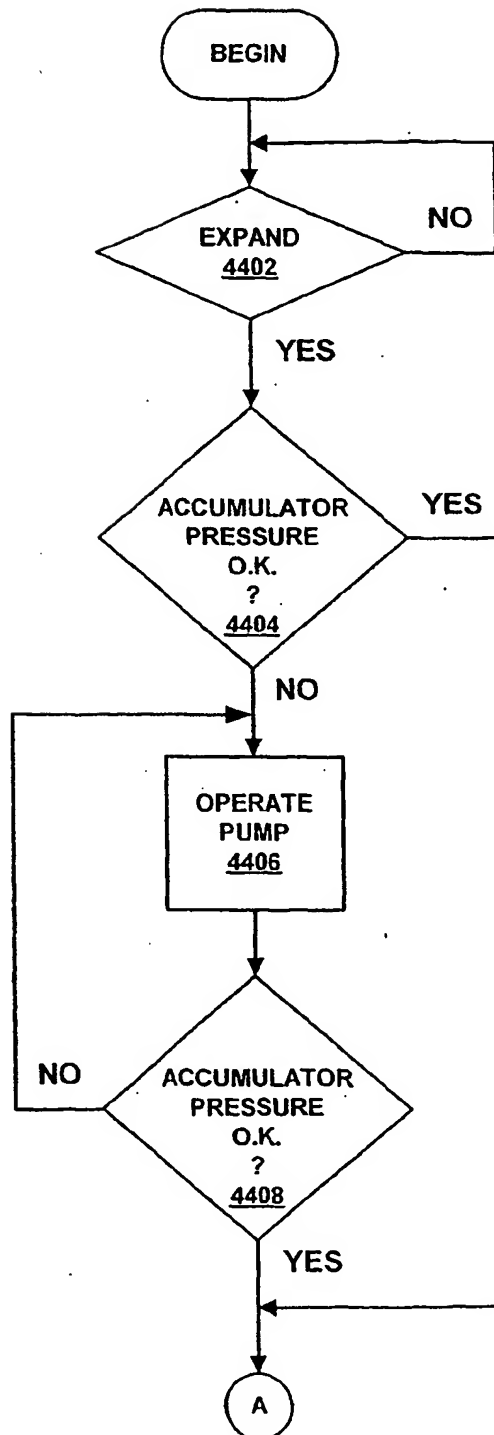 BEGIN
EXPAND
4402
NO
YES
ACCUMULATOR
PRESSURE
O.K.
?
4404
YES
NO
OPERATE
PUMP
4406
ACCUMULATOR
PRESSURE
O.K.
?
4408
NO
YES
A